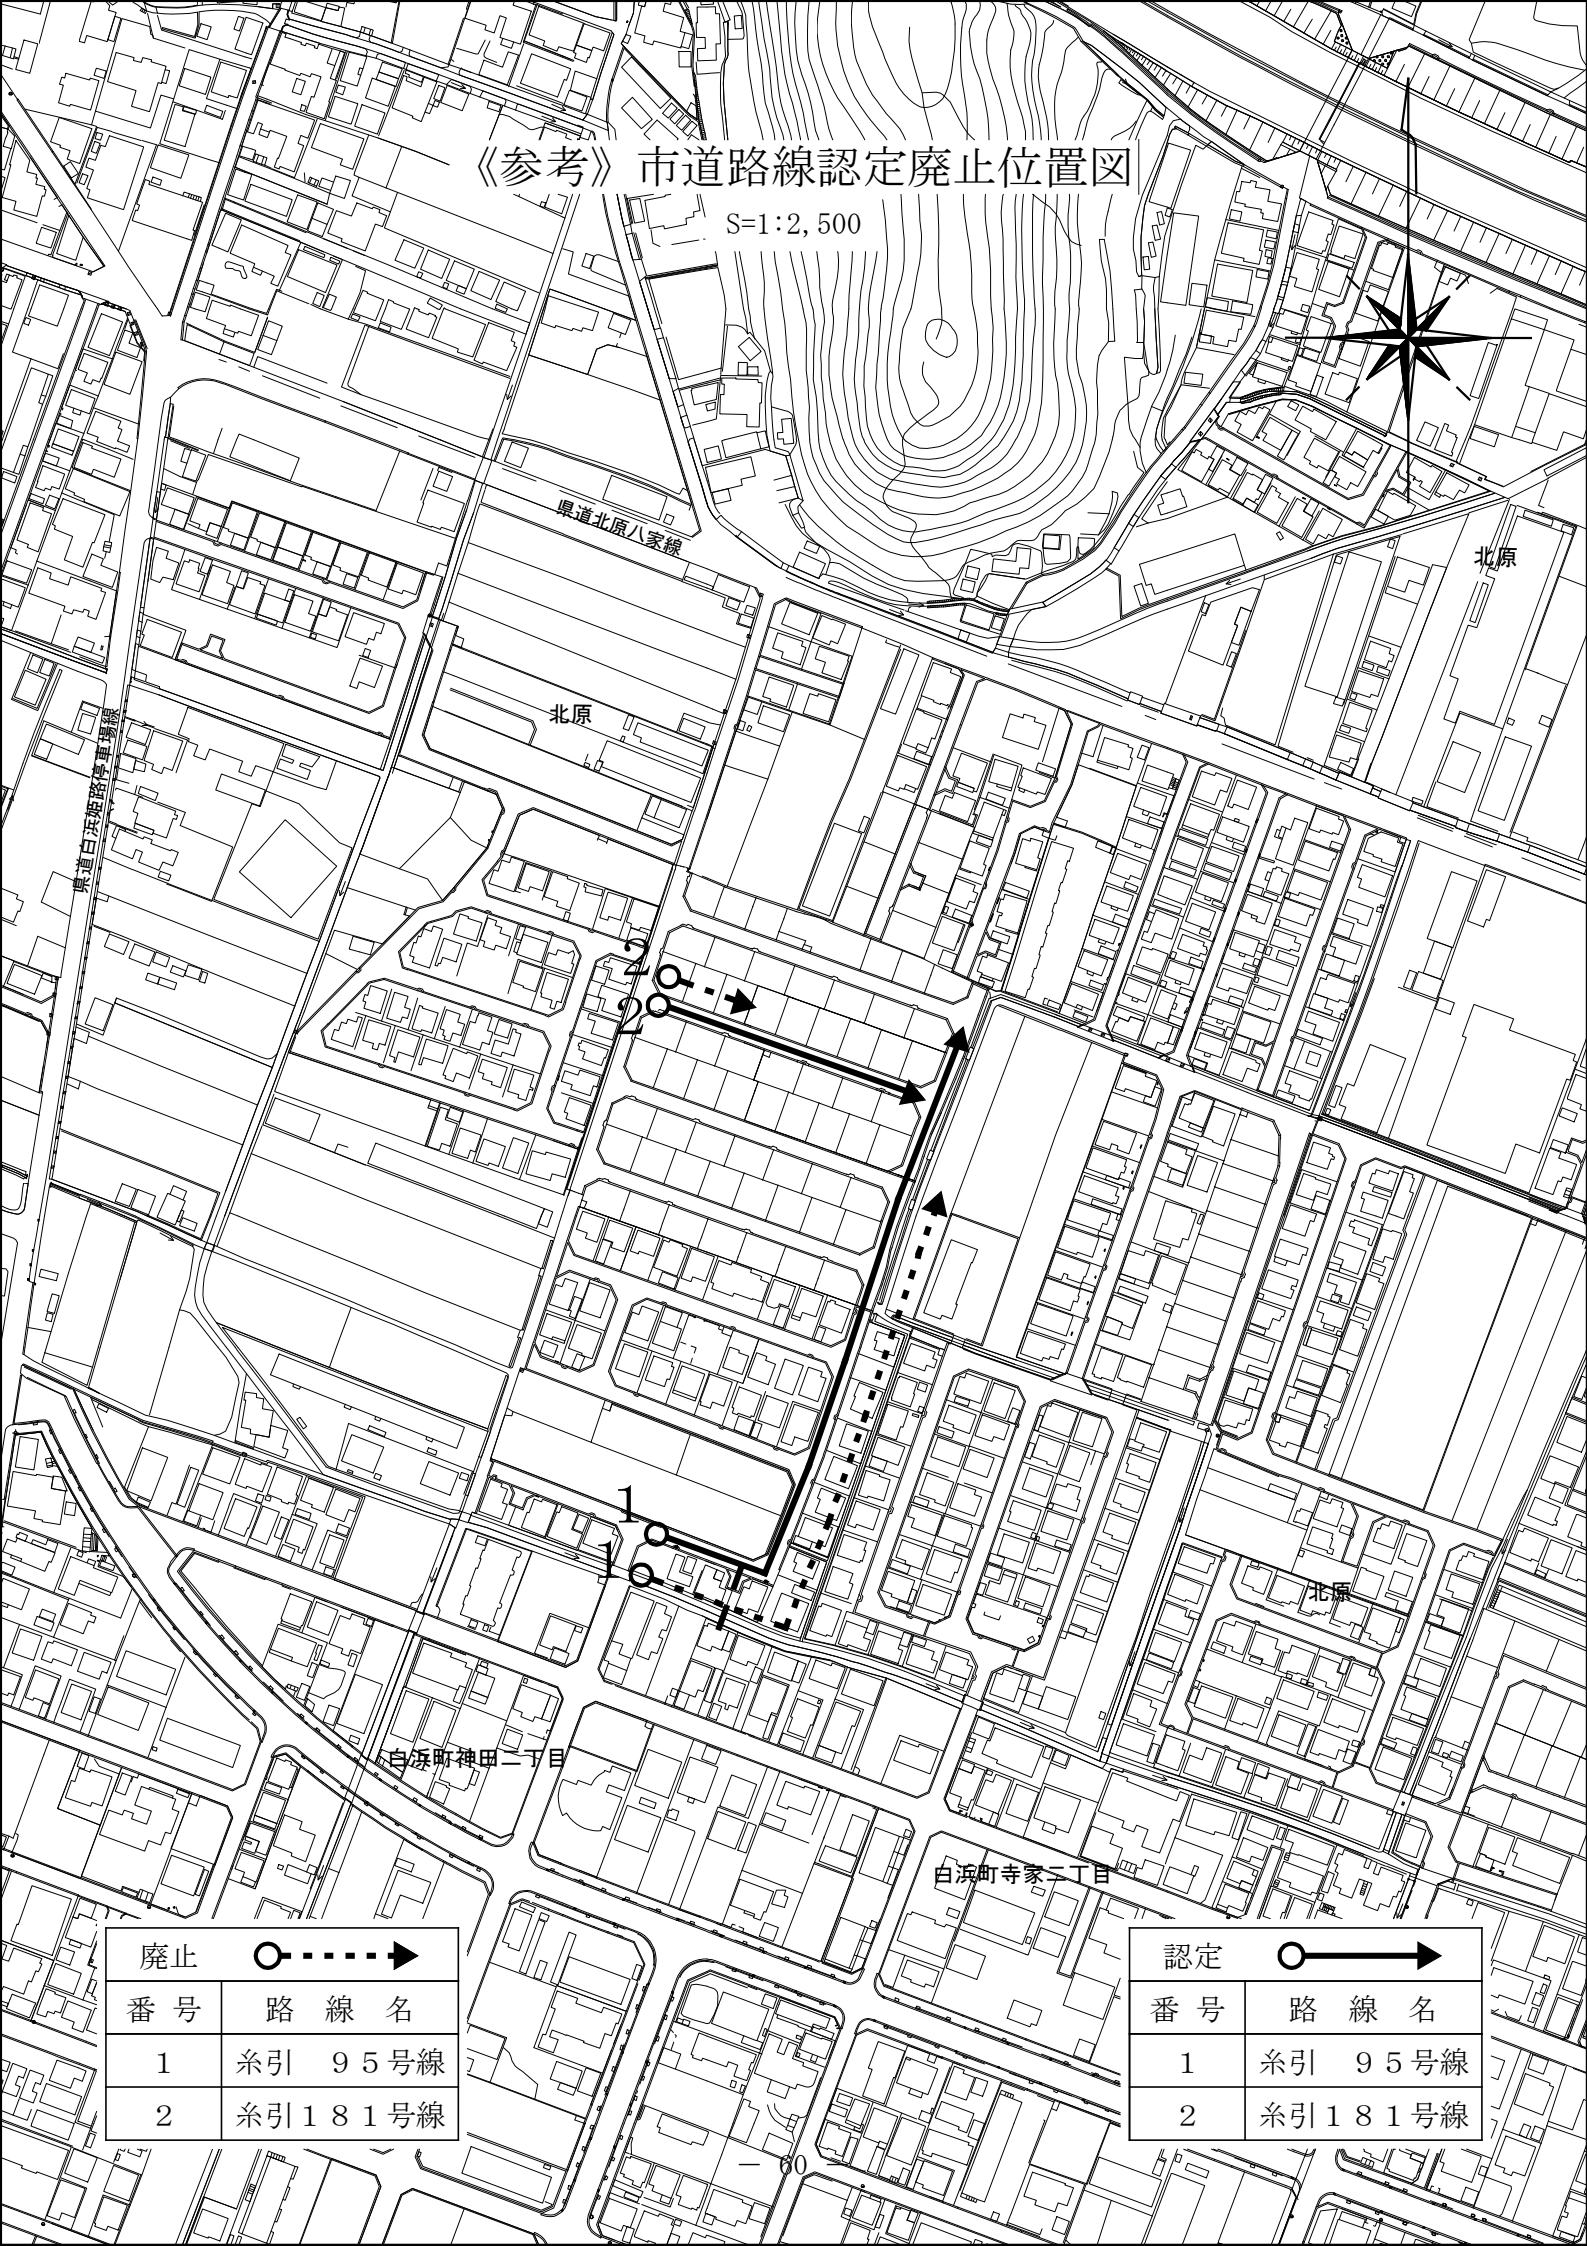 《参考》市道路線認定廃止位置図
S=1:2,500
県道北原八家線
北原
北原
県道白浜姫路停車場線
2
2
1
1
北原
白浜町神田二丁目
白浜町寺家二丁目
廃止
番号 路線名
1 糸引　９５号線
2 糸引１８１号線
認定
番号 路線名
1 糸引　９５号線
2 糸引１８１号線
－ 60 －